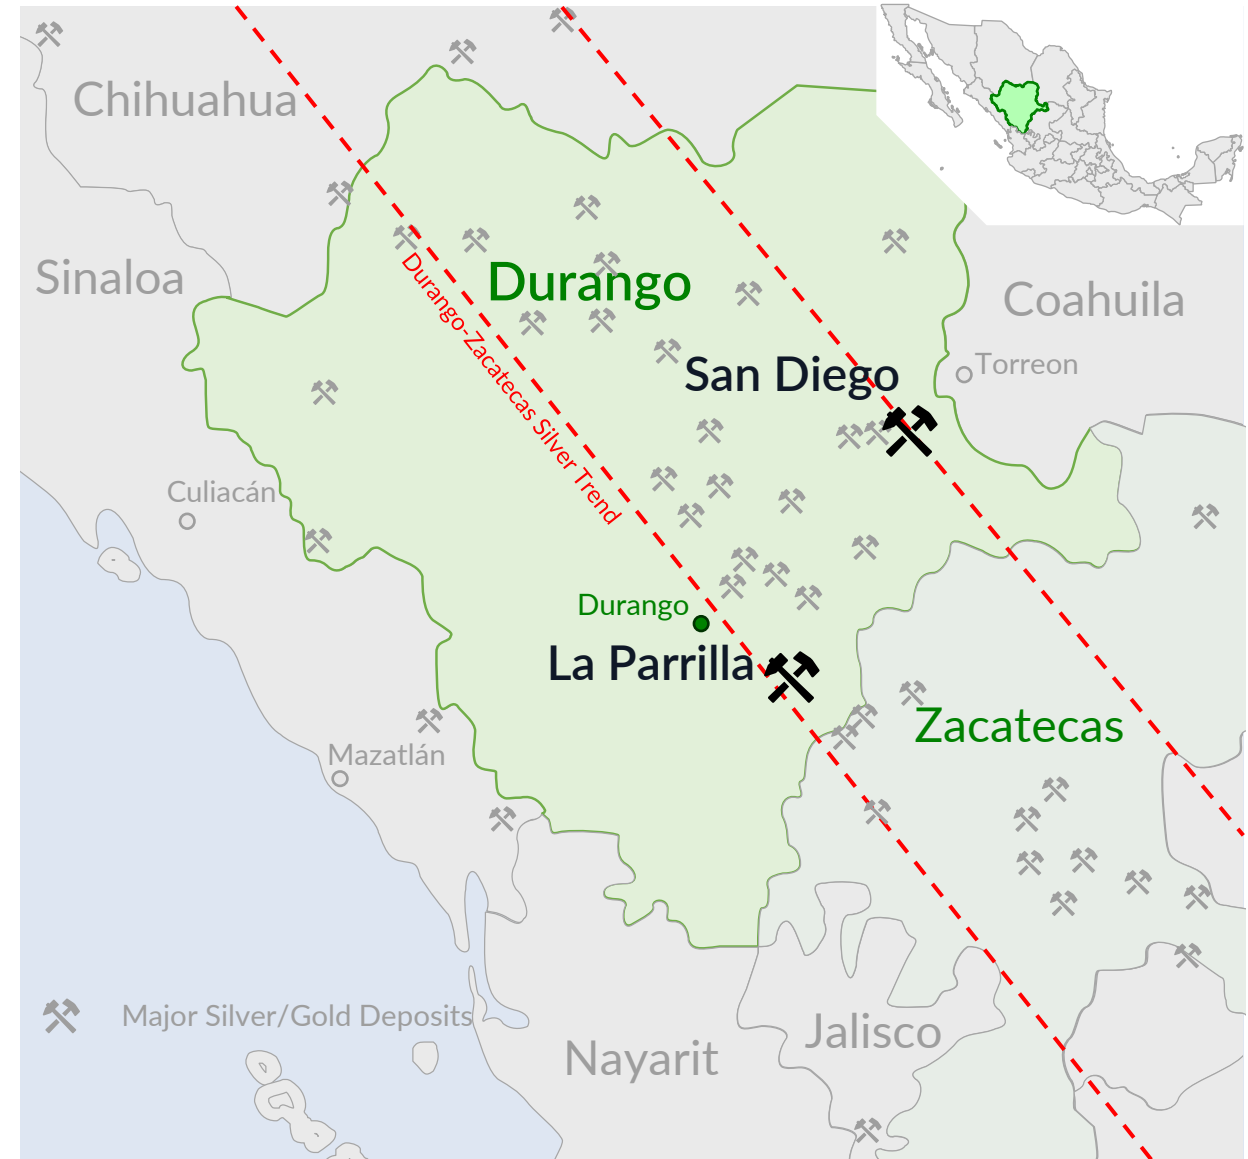 Chihuahua
Sinaloa
Durango
Coahuila
Durango-Zacatecas Silver Trend
San Diego
Torreon
Culiacán
Durango
La Parrilla
Zacatecas
Mazatlán
Major Silver/Gold Deposits
Jalisco
Nayarit